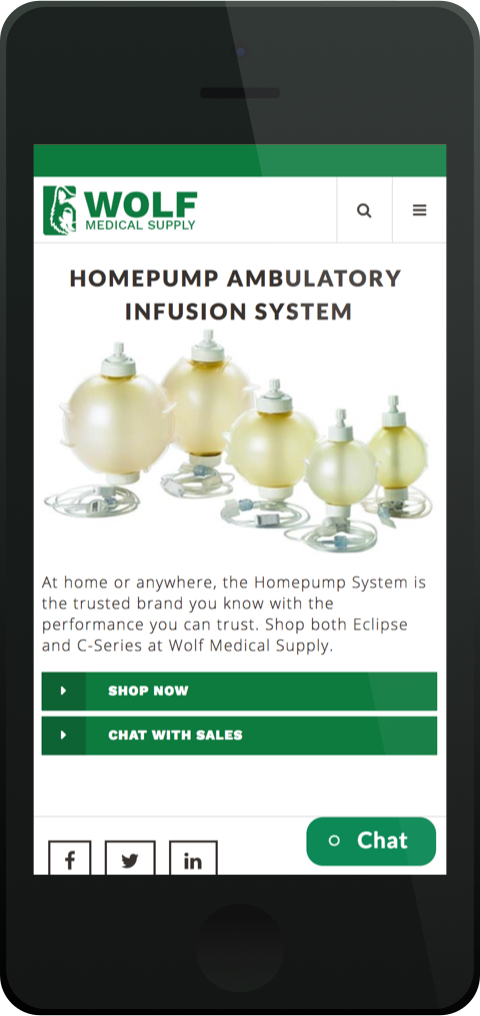 WOLF
MEDICAL SUPPLY
HOMEPUMP AMBULATORY
INFUSION SYSTEM
At home or anywhere, the Homepump System is
the trusted brand you know with the
performance you can trust. Shop both Eclipse
and C-Series at Wolf Medical Supply.
SHOP NOW
CHAT WITH SALES
Chat